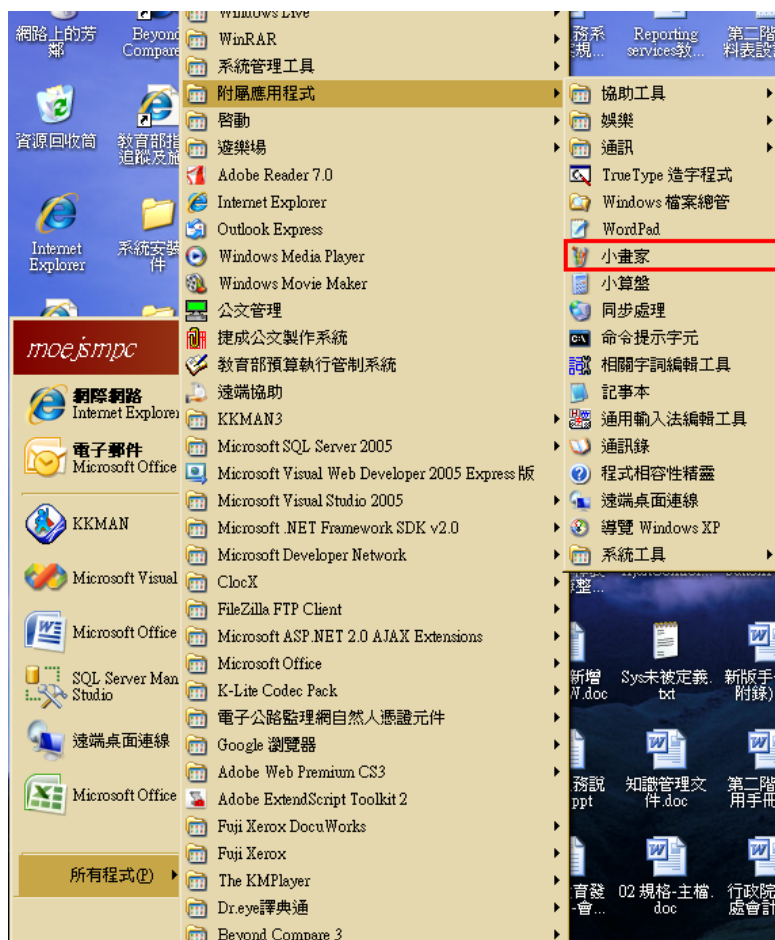 網路上的芳
鄰
Beyond
Compare
資源回收筒
教育部指
追蹤及施
Internet
Explorer
系統安裝
件
moejsmpc
網際網路
Internet Explorer
電子郵件
Microsoft Office
KKMAN
Microsoft Visual
Microsoft Office
SQL Server Man
Studio
遠端桌面連線
Microsoft Office
所有程式(P)
Windows Live
WinRAR
系統管理工具
附屬應用程式
啓動
遊樂場
Adobe Reader 7.0
Internet Explorer
Outlook Express
Windows Media Player
Windows Movie Maker
公文管理
捷成公文製作系統
教育部預算執行管制系統
遠端協助
KKMAN3
Microsoft SQL Server 2005
Microsoft Visual Web Developer 2005 Express 版
Microsoft Visual Studio 2005
Microsoft .NET Framework SDK v2.0
Microsoft Developer Network
ClocX
FileZilla FTP Client
Microsoft ASP.NET 2.0 AJAX Extensions
Microsoft Office
K-Lite Codec Pack
電子公路監理網自然人憑證元件
Google 瀏覽器
Adobe Web Premium CS3
Adobe ExtendScript Toolkit 2
Fuji Xerox DocuWorks
Fuji Xerox
The KMPlayer
Dr.eye譯典通
Beyond Compare 3
務系
規...
Reporting
services教...
第二階
料表設
協助工具
娛樂
通訊
TrueType 造字程式
Windows 檔案總管
WordPad
小畫家
小算盤
同步處理
命令提示字元
相關字詞編輯工具
記事本
通用輸入法編輯工具
通訊錄
程式相容性精靈
遠端桌面連線
導覽 Windows XP
系統工具
整...
新增
W.doc
Sys未被定義.
txt
新版手
附錄)
務說
ppt
知識管理文
件.doc
第二階
用手冊
育發
-會...
02 規格-主檔.
doc
行政院
處會計